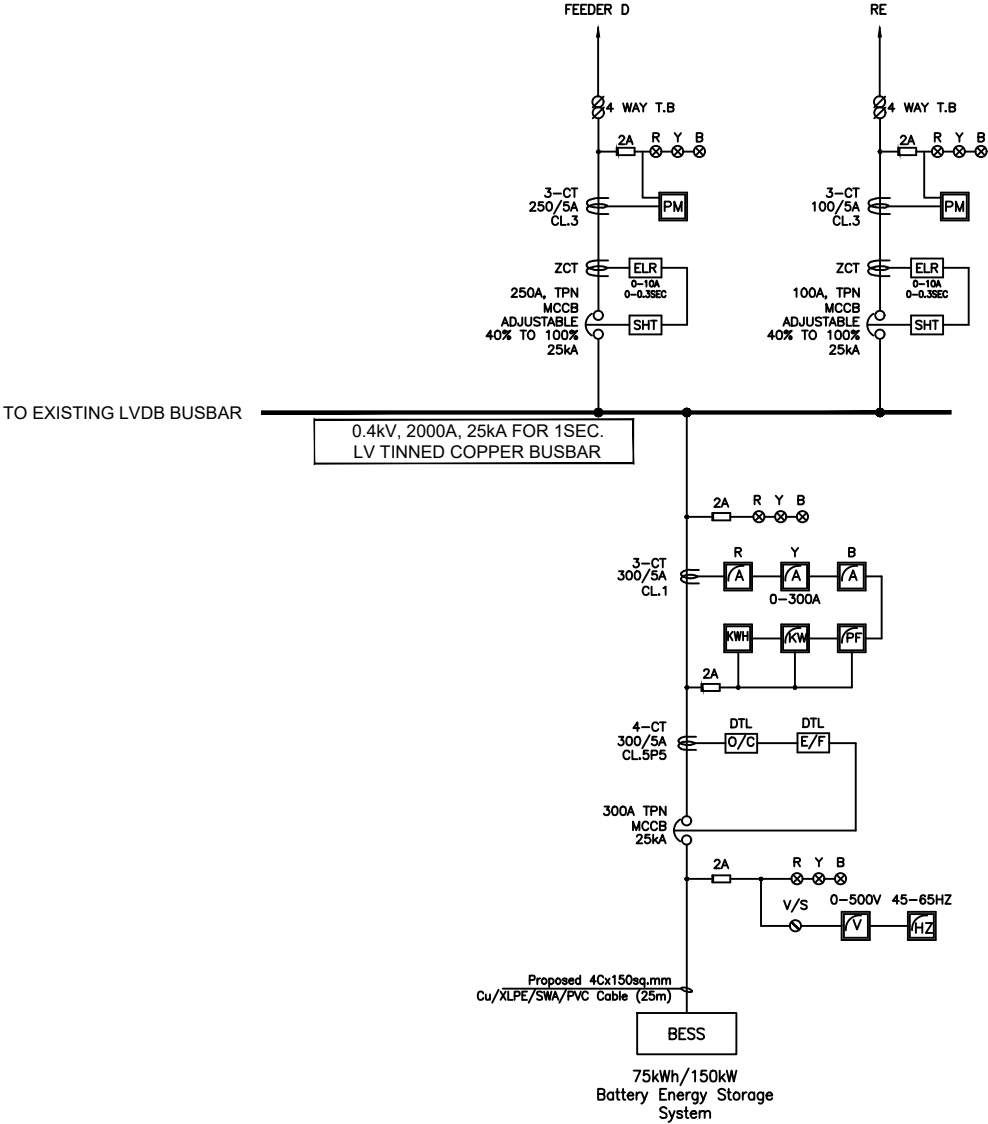 FEEDER D
RE
4 WAY T.B
4 WAY T.B
2A
R Y B
2A
R Y B
3-CT
250/5A
CL.3
PM
3-CT
100/5A
CL.3
PM
ZCT
ELR
0-10A
0-0.3SEC
ZCT
ELR
0-10A
0-0.3SEC
250A, TPN
MCCB
ADJUSTABLE
40% TO 100%
25kA
SHT
100A, TPN
MCCB
ADJUSTABLE
40% TO 100%
25kA
SHT
TO EXISTING LVDB BUSBAR
0.4kV, 2000A, 25kA FOR 1SEC.
LV TINNED COPPER BUSBAR
2A
R Y B
3-CT
300/5A
CL.1
R Y B
A A A
0-300A
KWH KW PF
2A
4-CT
300/5A
CL.5P5
DTL DTL
O/C E/F
300A TPN
MCCB
25kA
2A
R Y B
V/S
0-500V 45-65HZ
V HZ
Proposed 4Cx150sq.mm
Cu/XLPE/SWA/PVC Cable (25m)
BESS
75kWh/150kW
Battery Energy Storage
System